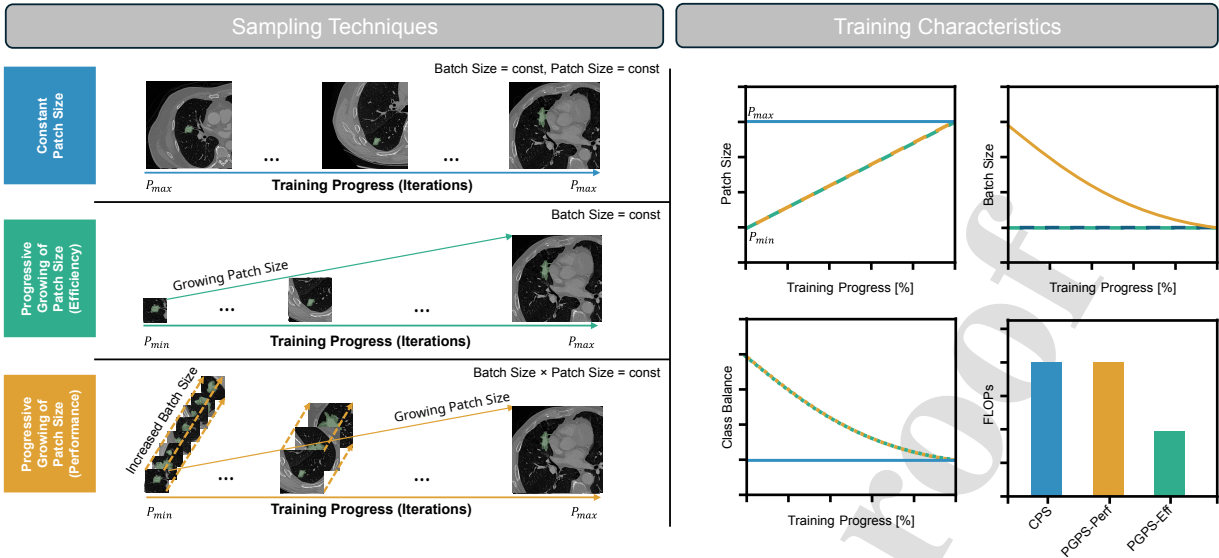 Sampling Techniques
Constant
Patch Size
Batch Size = const, Patch Size = const
...
...
P_max
Training Progress (Iterations)
P_max
Progressive
Growing of
Patch Size
(Efficiency)
Batch Size = const
Growing Patch Size
...
...
P_min
Training Progress (Iterations)
P_max
Progressive
Growing of
Patch Size
(Performance)
Batch Size × Patch Size = const
Increased Batch Size
Growing Patch Size
...
...
P_min
Training Progress (Iterations)
P_max
Training Characteristics
Patch Size
P_max
P_min
Training Progress [%]
Batch Size
Training Progress [%]
Class Balance
Training Progress [%]
FLOPs
CPS
PGPS-Perf
PGPS-Eff
roof